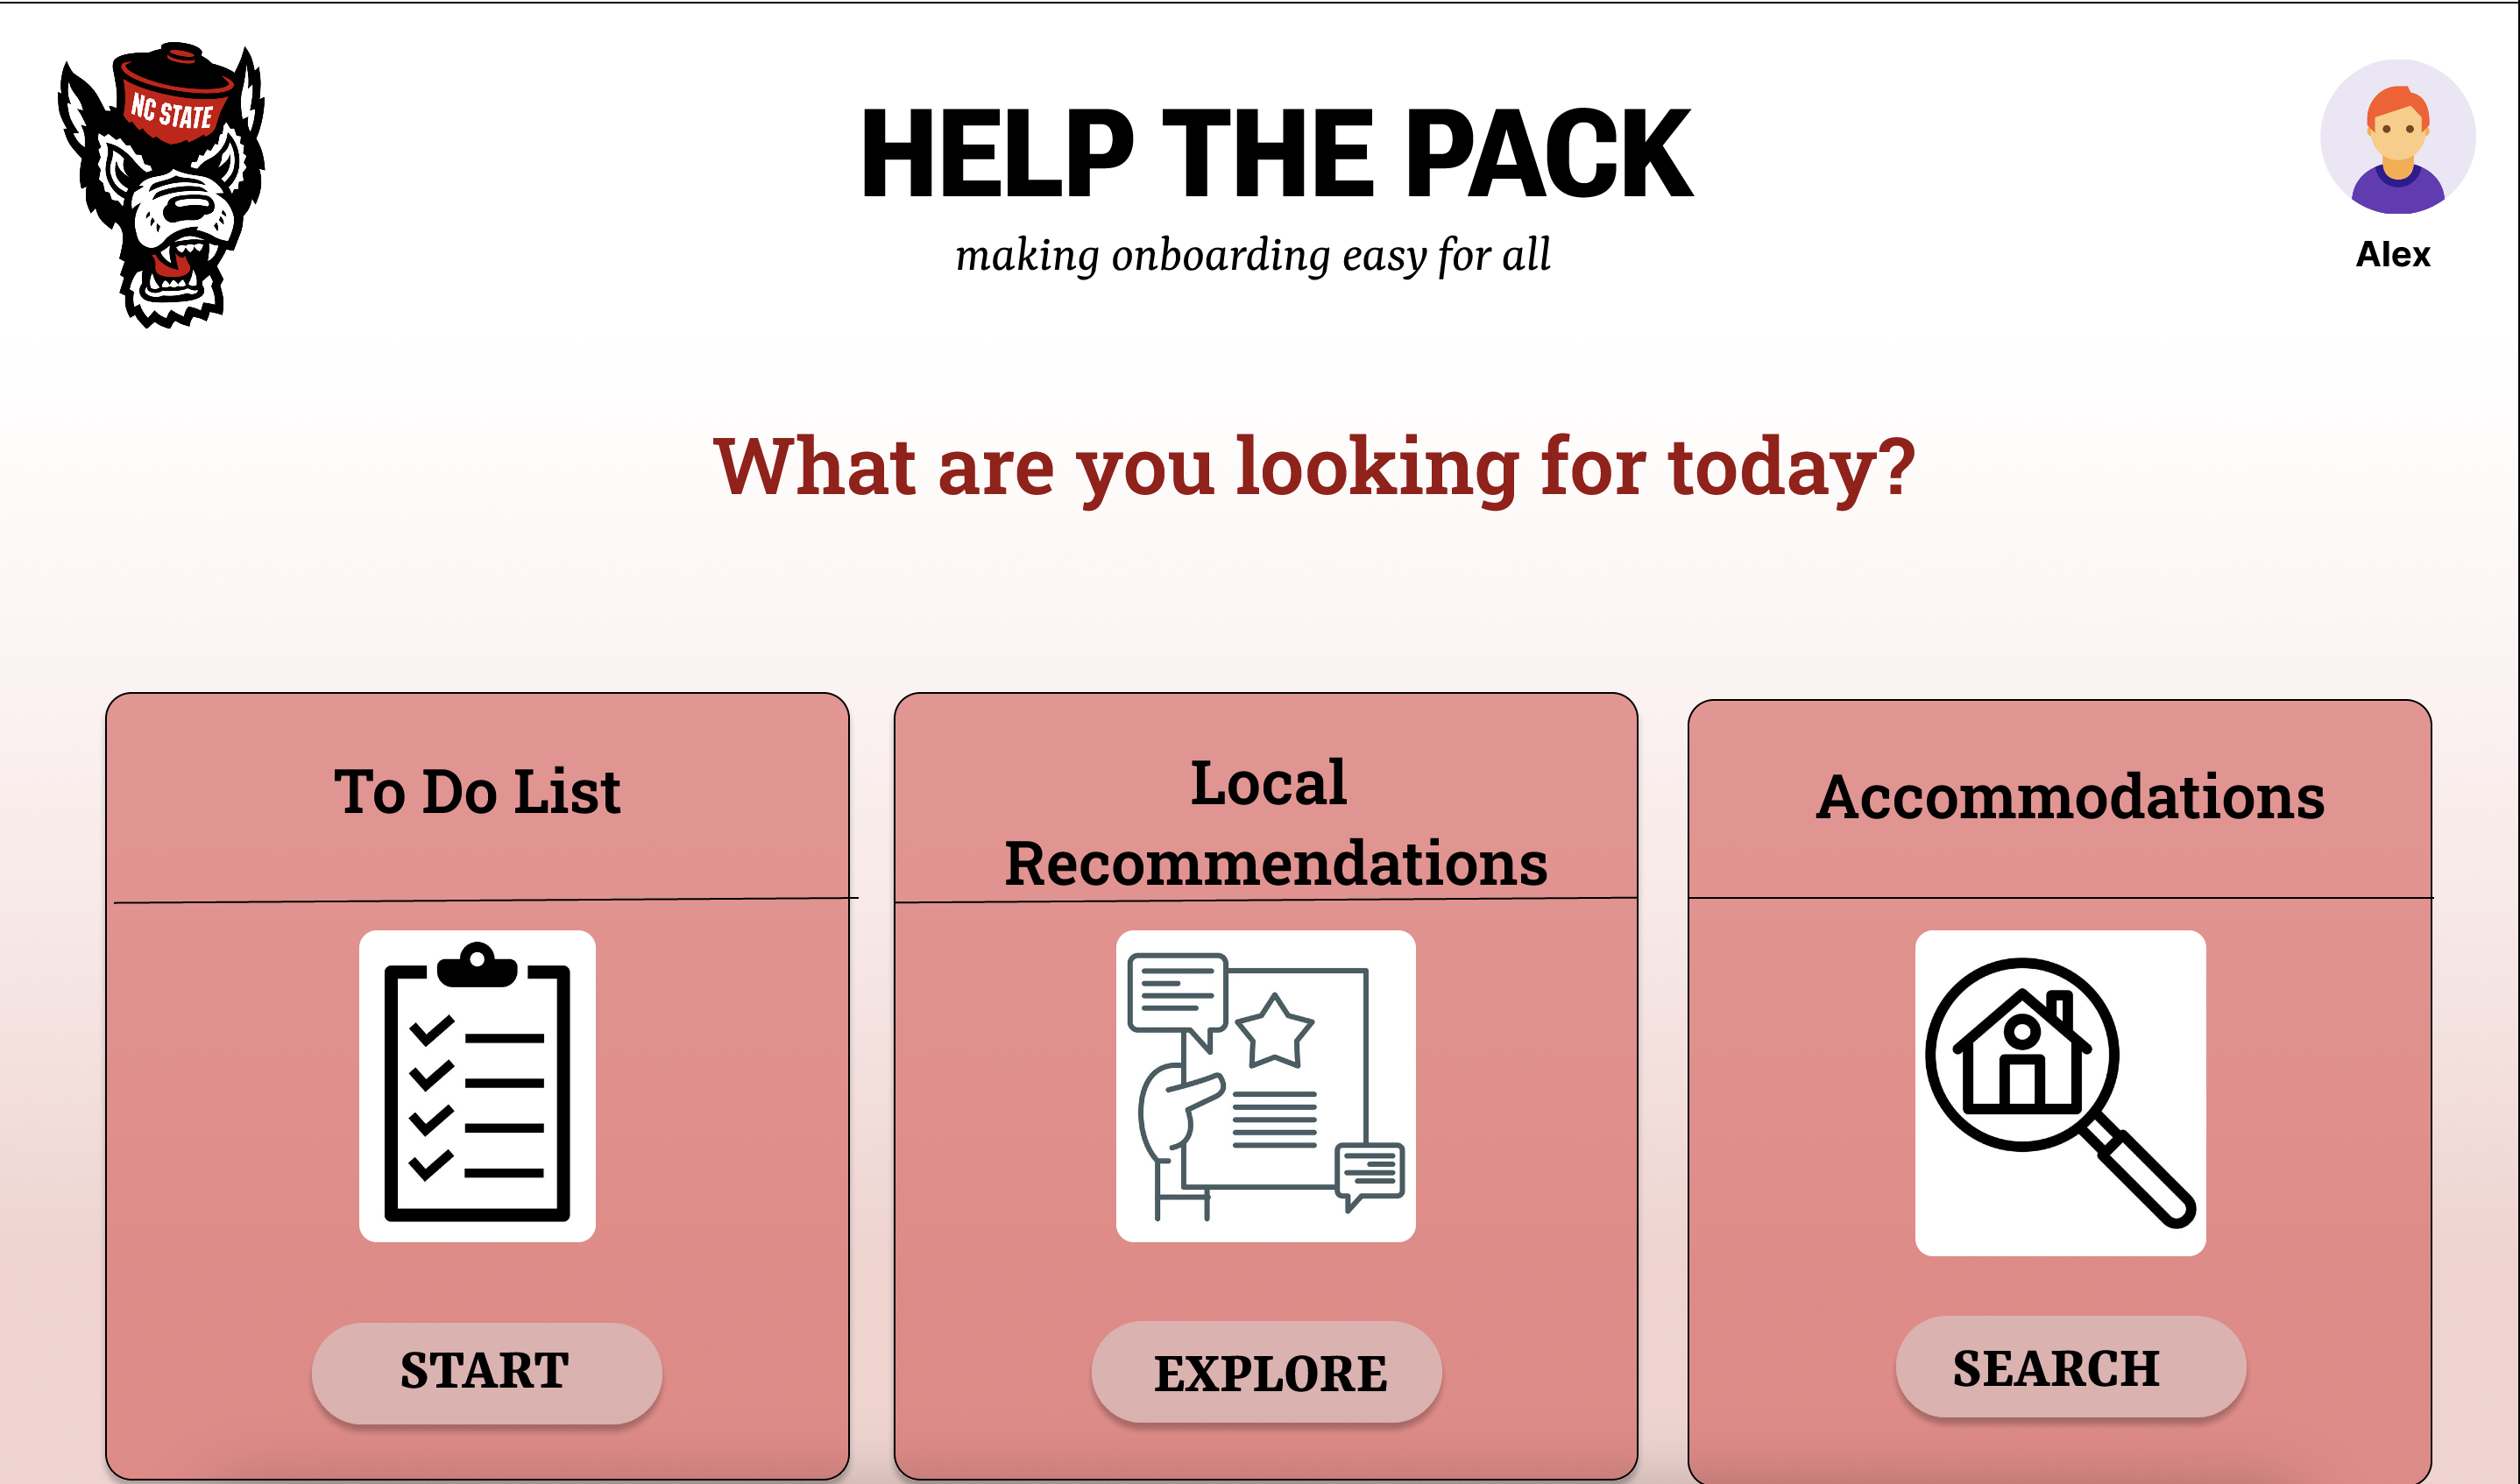 NC STATE
HELP THE PACK
making onboarding easy for all
Alex
What are you looking for today?
To Do List
Local
Recommendations
Accommodations
START
EXPLORE
SEARCH